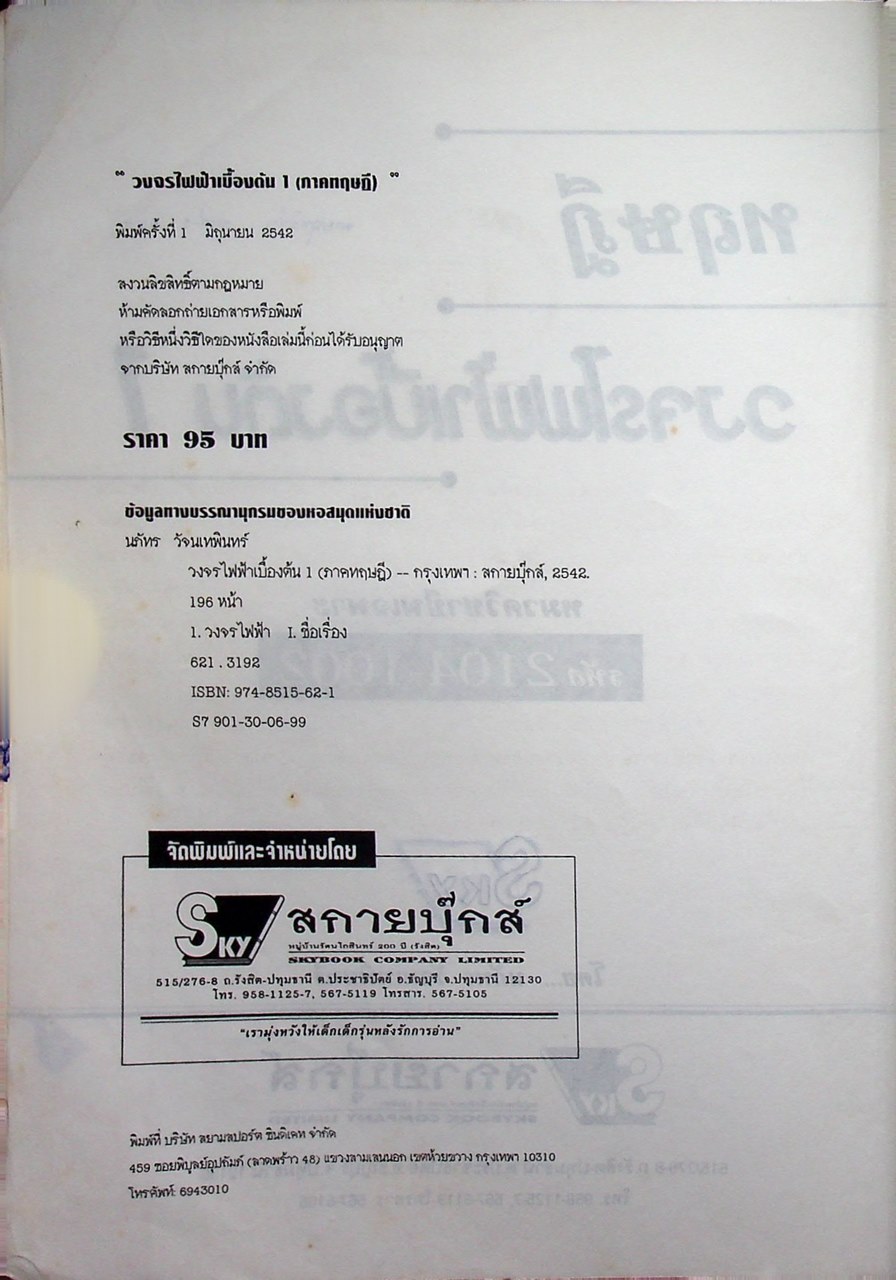 " วงจรไฟฟ้าเบื้องต้น 1 (ภาคทฤษฎี) "
พิมพ์ครั้งที่ 1 มิถุนายน 2542
สงวนลิขสิทธิ์ตามกฎหมาย
ห้ามคัดลอกถ่ายเอกสารหรือพิมพ์
หรือวิธีหนึ่งวิธีใดของหนังสือเล่มนี้ก่อนได้รับอนุญาต
จากบริษัท สกายบุ๊กส์ จำกัด
ราคา 95 บาท
ข้อมูลทางบรรณานุกรมของหอสมุดแห่งชาติ
นภัทร วัจนเทพินทร์
วงจรไฟฟ้าเบื้องต้น 1 (ภาคทฤษฎี) -- กรุงเทพฯ : สกายบุ๊กส์, 2542.
196 หน้า
1. วงจรไฟฟ้า I. ชื่อเรื่อง
621 . 3192
ISBN: 974-8515-62-1
S7 901-30-06-99
จัดพิมพ์และจำหน่ายโดย
SKY สกายบุ๊กส์
หมู่บ้านรัตนโกสินทร์ 200 ปี (รังสิต)
SKYBOOK COMPANY LIMITED
515/276-8 ถ.รังสิต-ปทุมธานี ต.ประชาธิปัตย์ อ.ธัญบุรี จ.ปทุมธานี 12130
โทร. 958-1125-7, 567-5119 โทรสาร. 567-5105
"เรามุ่งหวังให้เด็กเด็กรุ่นหลังรักการอ่าน"
พิมพ์ที่ บริษัท สยามสปอร์ต ซินดิเคท จำกัด
459 ซอยพิบูลย์อุปถัมภ์ (ลาดพร้าว 48) แขวงสามเสนนอก เขตห้วยขวาง กรุงเทพฯ 10310
โทรศัพท์: 6943010